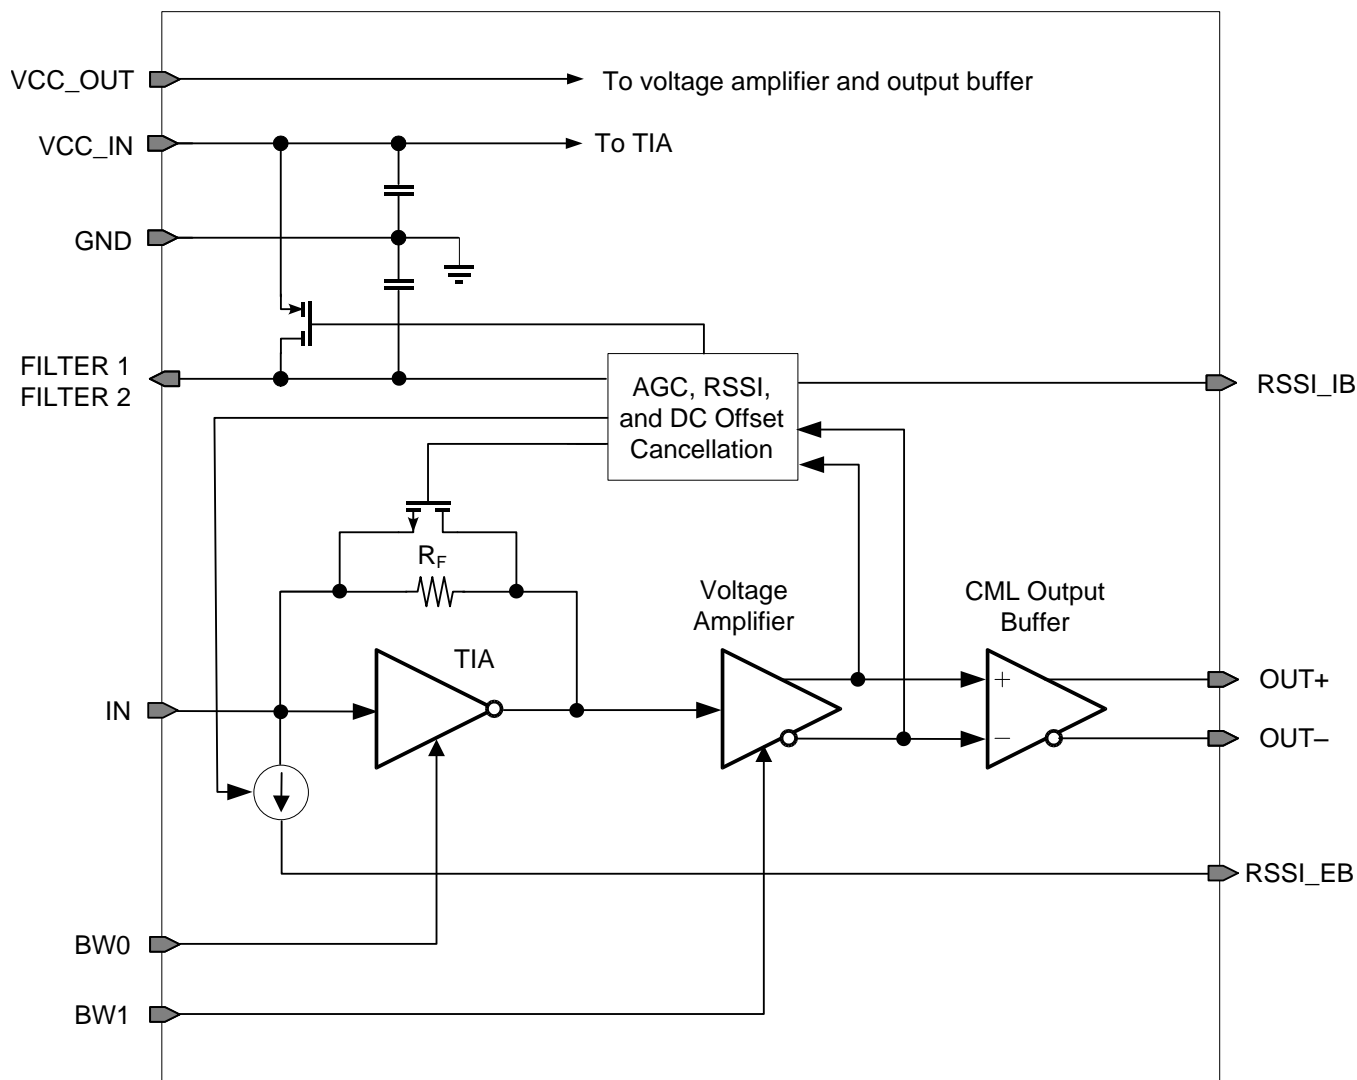 VCC_OUT
To voltage amplifier and output buffer
VCC_IN
To TIA
GND
FILTER 1
FILTER 2
AGC, RSSI,
and DC Offset
Cancellation
RSSI_IB
RF
Voltage
Amplifier
CML Output
Buffer
TIA
IN
+
−
OUT+
OUT–
RSSI_EB
BW0
BW1